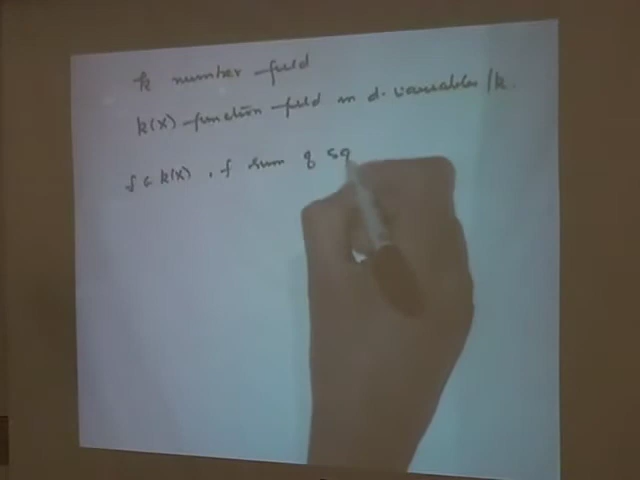 k number field
k(X) function field in d-variables /k.
f ∈ k(X), f sum of sq